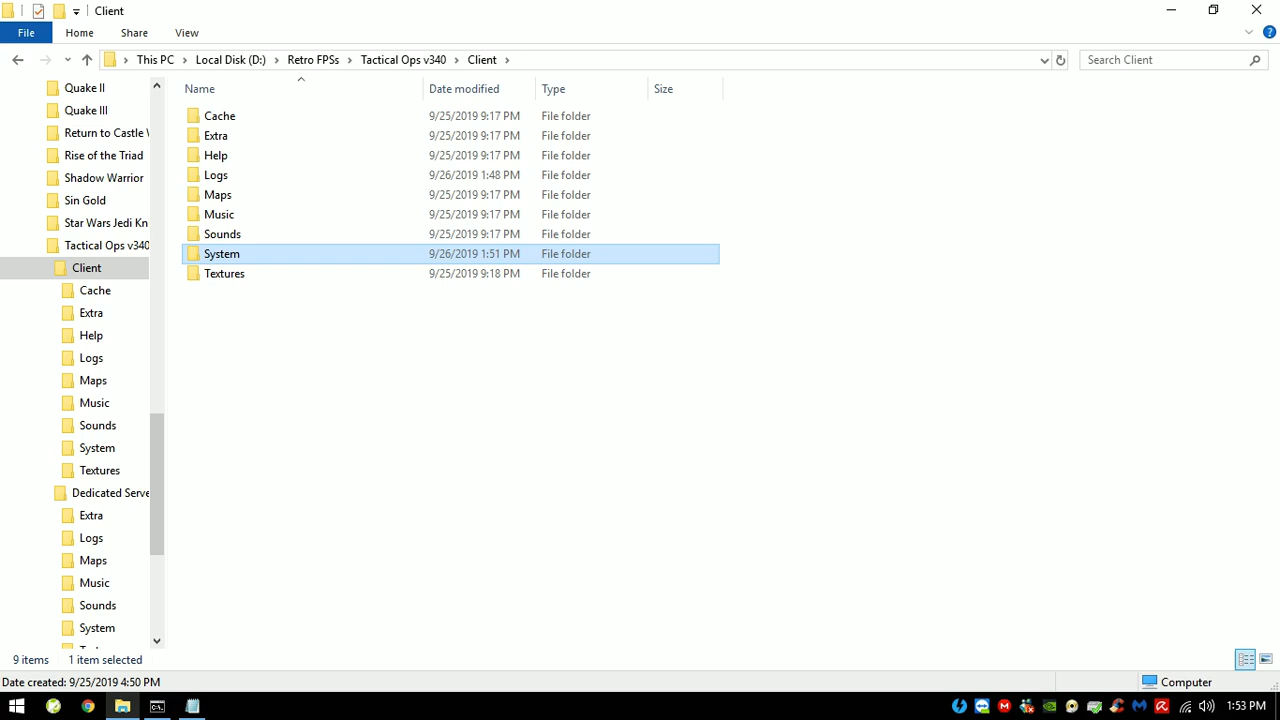 Client
File Home Share View
This PC Local Disk (D:) Retro FPSs Tactical Ops v340 Client
Search Client
Quake II
Quake III
Return to Castle
Rise of the Triad
Shadow Warrior
Sin Gold
Star Wars Jedi Kn
Tactical Ops v340
Client
Cache
Extra
Help
Logs
Maps
Music
Sounds
System
Textures
Dedicated Serve
Extra
Logs
Maps
Music
Sounds
System
Name Date modified Type Size
Cache 9/25/2019 9:17 PM File folder
Extra 9/25/2019 9:17 PM File folder
Help 9/25/2019 9:17 PM File folder
Logs 9/26/2019 1:48 PM File folder
Maps 9/25/2019 9:17 PM File folder
Music 9/25/2019 9:17 PM File folder
Sounds 9/25/2019 9:17 PM File folder
System 9/26/2019 1:51 PM File folder
Textures 9/25/2019 9:18 PM File folder
9 items 1 item selected
Date created: 9/25/2019 4:50 PM Computer
1:53 PM